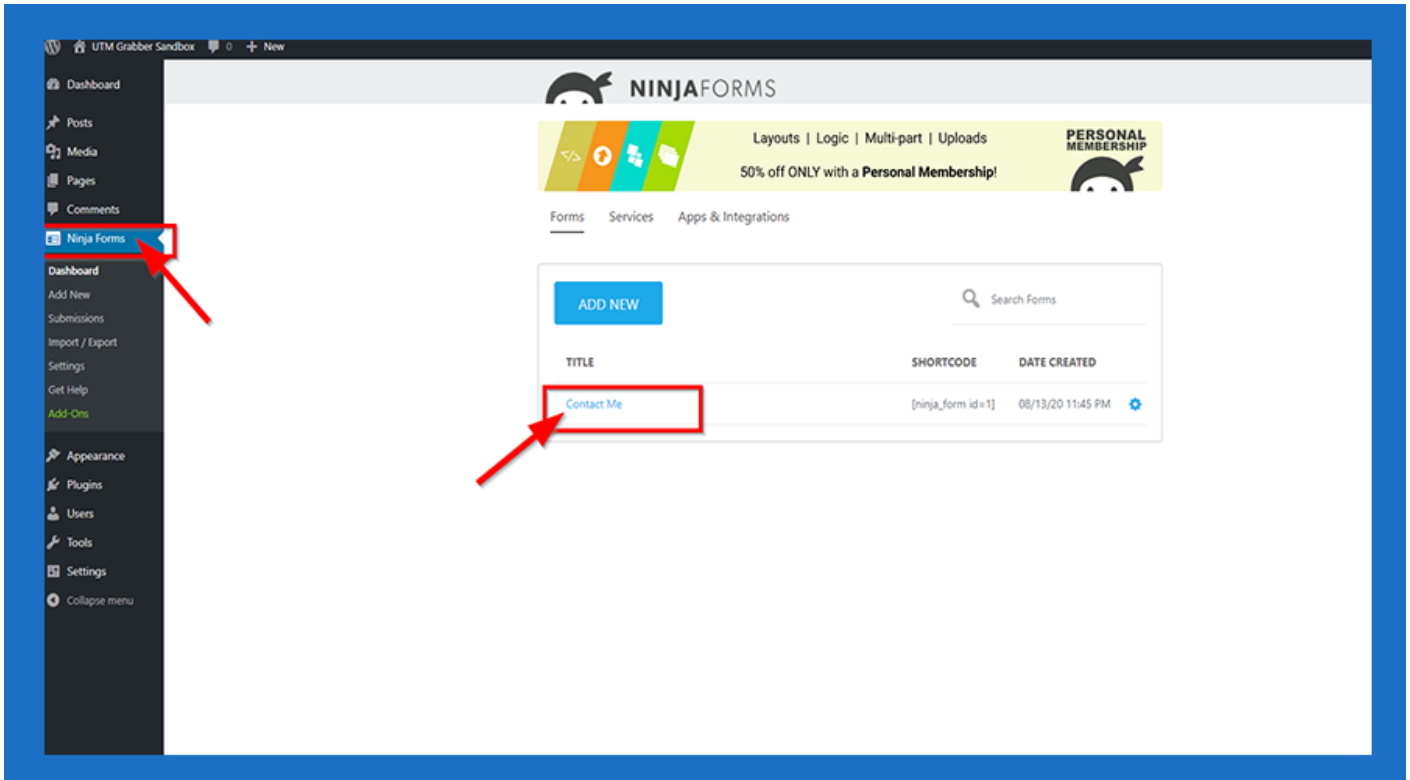 UTM Grabber Sandbox 0 + New
Dashboard
Posts
Media
Pages
Comments
Ninja Forms
Dashboard
Add New
Submissions
Import / Export
Settings
Get Help
Add-Ons
Appearance
Plugins
Users
Tools
Settings
Collapse menu
NINJAFORMS
Layouts | Logic | Multi-part | Uploads
50% off ONLY with a Personal Membership!
PERSONAL
MEMBERSHIP
Forms Services Apps & Integrations
ADD NEW
Search Forms
TITLE SHORTCODE DATE CREATED
Contact Me [ninja_form id=1] 08/13/20 11:45 PM